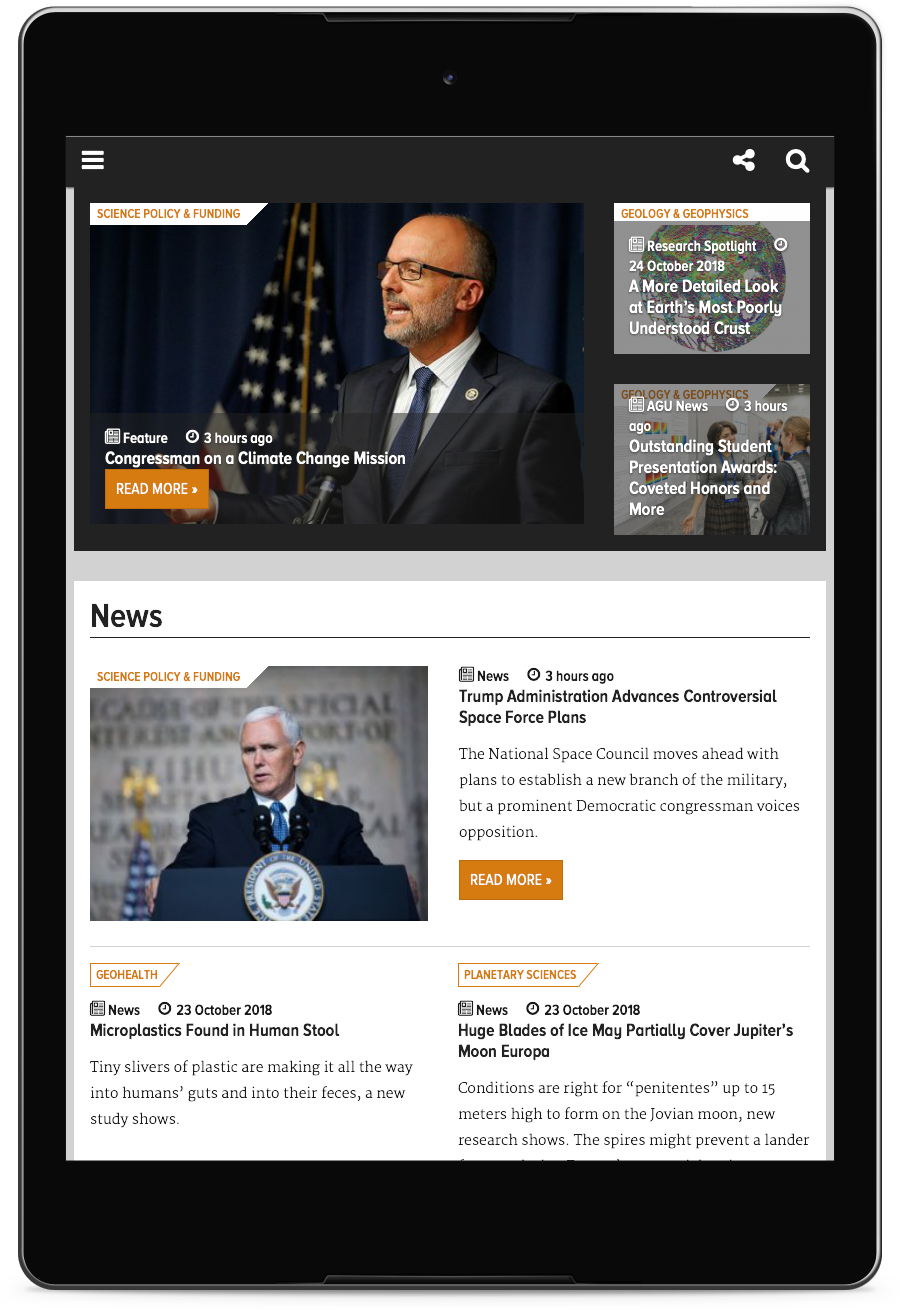 SCIENCE POLICY & FUNDING
Feature 3 hours ago
Congressman on a Climate Change Mission
READ MORE »
GEOLOGY & GEOPHYSICS
Research Spotlight
24 October 2018
A More Detailed Look
at Earth's Most Poorly
Understood Crust
GEOLOGY & GEOPHYSICS
AGU News 3 hours
ago
Outstanding Student
Presentation Awards:
Coveted Honors and
More
News
SCIENCE POLICY & FUNDING
PRESIDENT OF THE UNITED
News 3 hours ago
Trump Administration Advances Controversial
Space Force Plans
The National Space Council moves ahead with
plans to establish a new branch of the military,
but a prominent Democratic congressman voices
opposition.
READ MORE »
GEOHEALTH
News 23 October 2018
Microplastics Found in Human Stool
Tiny slivers of plastic are making it all the way
into humans' guts and into their feces, a new
study shows.
PLANETARY SCIENCES
News 23 October 2018
Huge Blades of Ice May Partially Cover Jupiter's
Moon Europa
Conditions are right for “penitentes” up to 15
meters high to form on the Jovian moon, new
research shows. The spires might prevent a lander